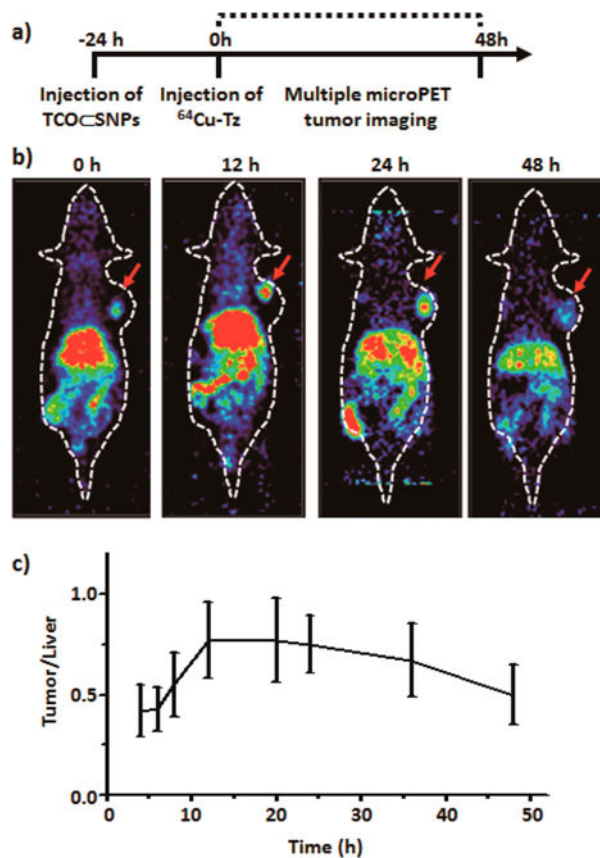 a)
-24 h 0h 48h
Injection of Injection of Multiple microPET
TCO⊂SNPs ⁶⁴Cu-Tz tumor imaging
b)
0 h 12 h 24 h 48 h
c)
Tumor/Liver
1.0
0.5
0.0
0 10 20 30 40 50
Time (h)